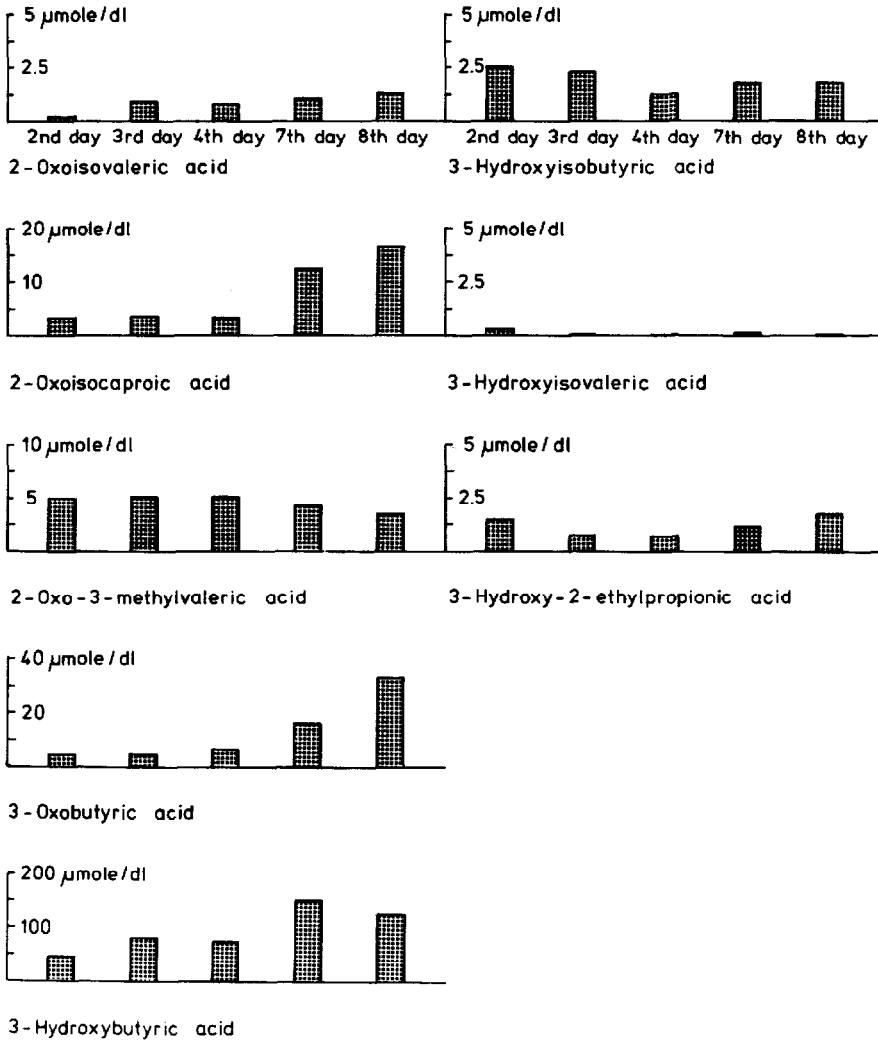 5 µmole/dl
2.5
2nd day 3rd day 4th day 7th day 8th day
2-Oxoisovaleric acid
5 µmole/dl
2.5
2nd day 3rd day 4th day 7th day 8th day
3-Hydroxyisobutyric acid
20 µmole/dl
10
2-Oxoisocaproic acid
5 µmole/dl
2.5
3-Hydroxyisovaleric acid
10 µmole/dl
5
2-Oxo-3-methylvaleric acid
5 µmole/dl
2.5
3-Hydroxy-2-ethylpropionic acid
40 µmole/dl
20
3-Oxobutyric acid
200 µmole/dl
100
3-Hydroxybutyric acid